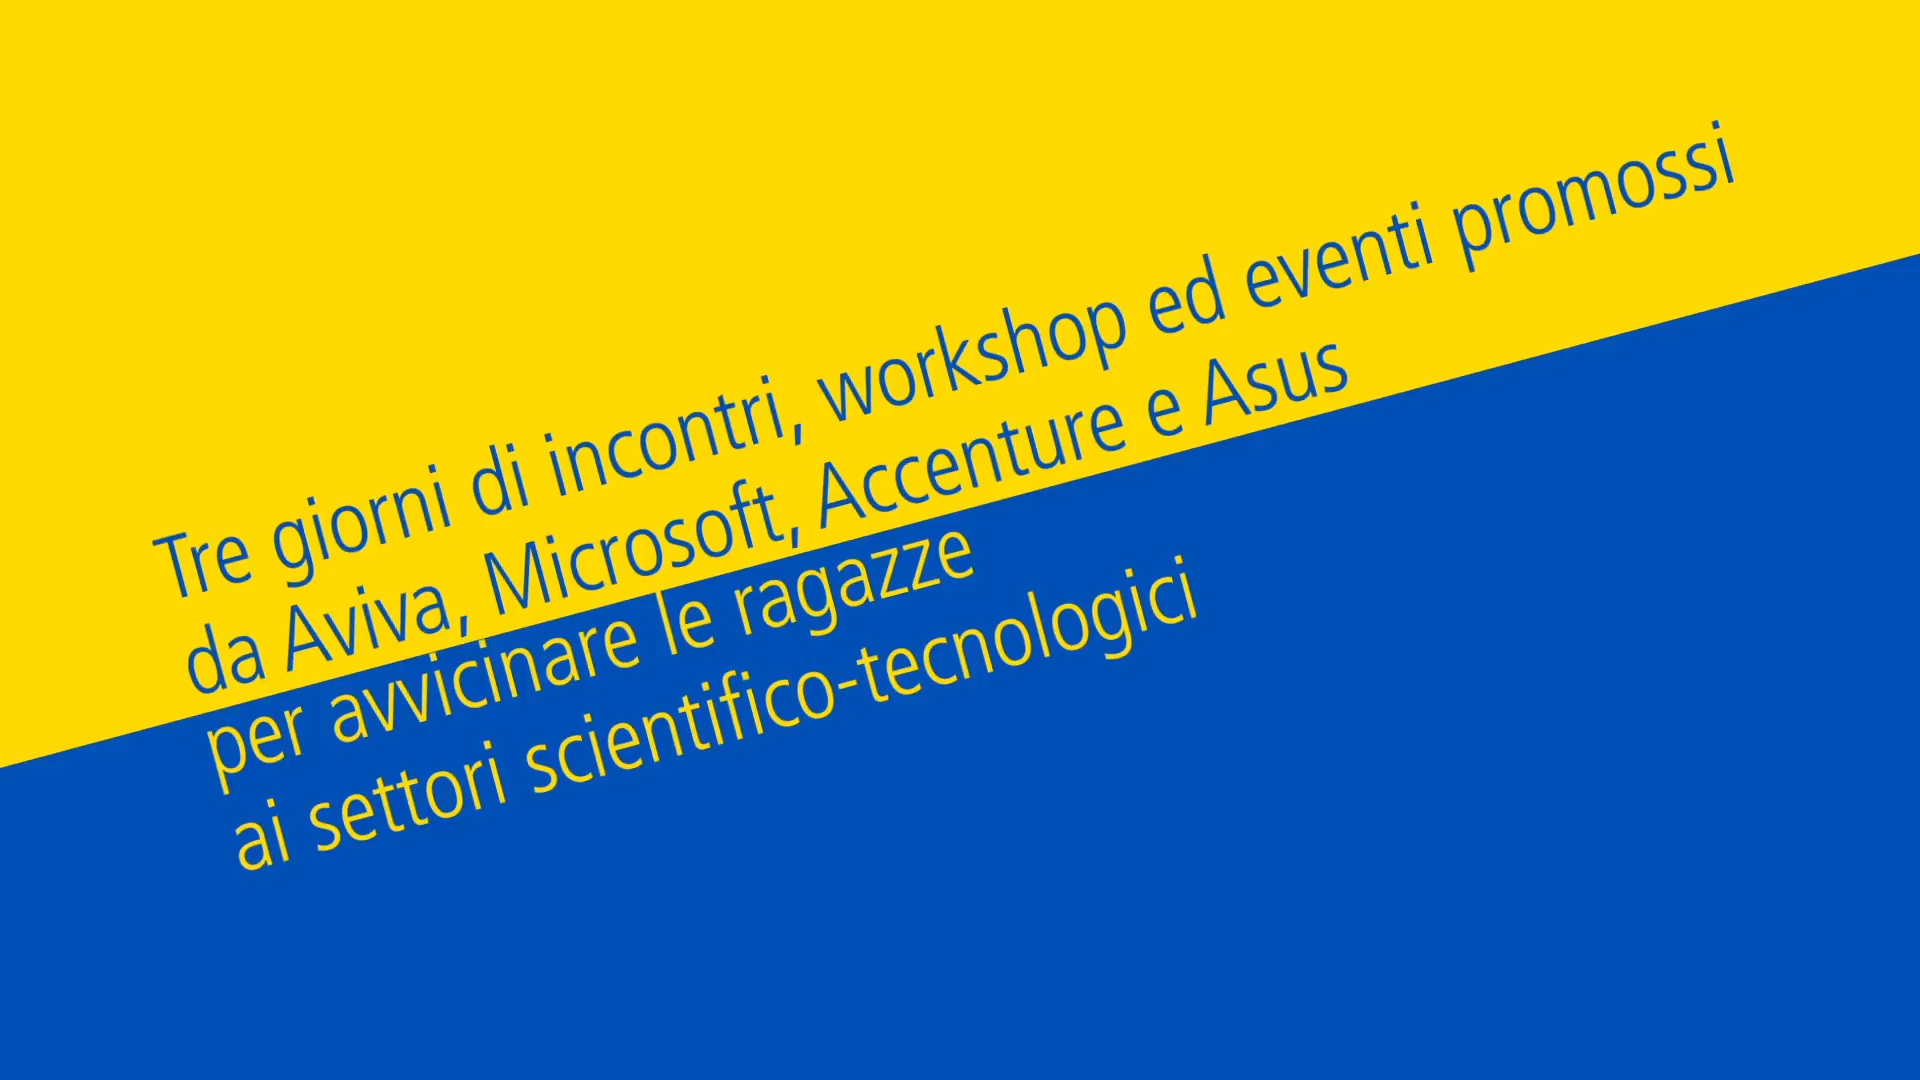 Tre giorni di incontri, workshop ed eventi promossi
da Aviva, Microsoft, Accenture e Asus
per avvicinare le ragazze
ai settori scientifico-tecnologici